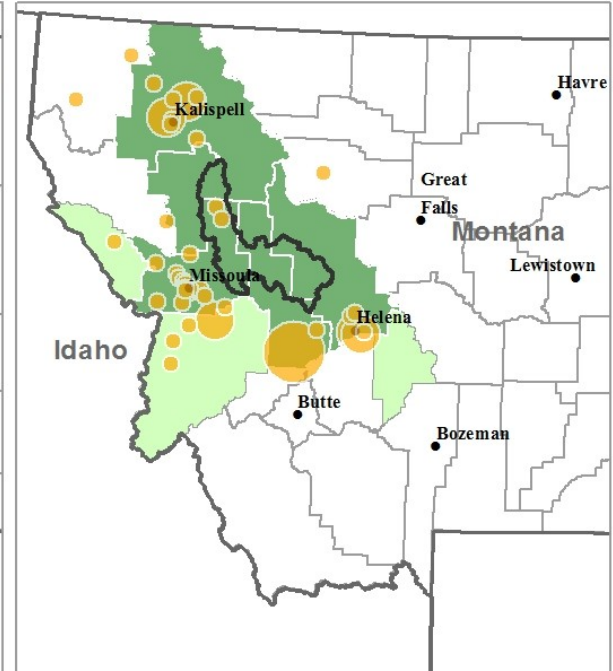 Havre
Kalispell
Great
Falls
Montana
Lewistown
Missoula
Helena
Idaho
Butte
Bozeman